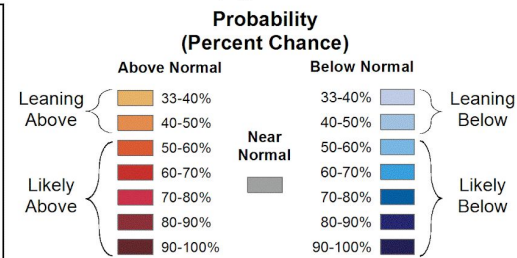 Probability
(Percent Chance)
Above Normal
Below Normal
Leaning
Above
33-40%
40-50%
Likely
Above
50-60%
60-70%
70-80%
80-90%
90-100%
Near
Normal
33-40%
40-50%
Leaning
Below
50-60%
60-70%
70-80%
80-90%
90-100%
Likely
Below